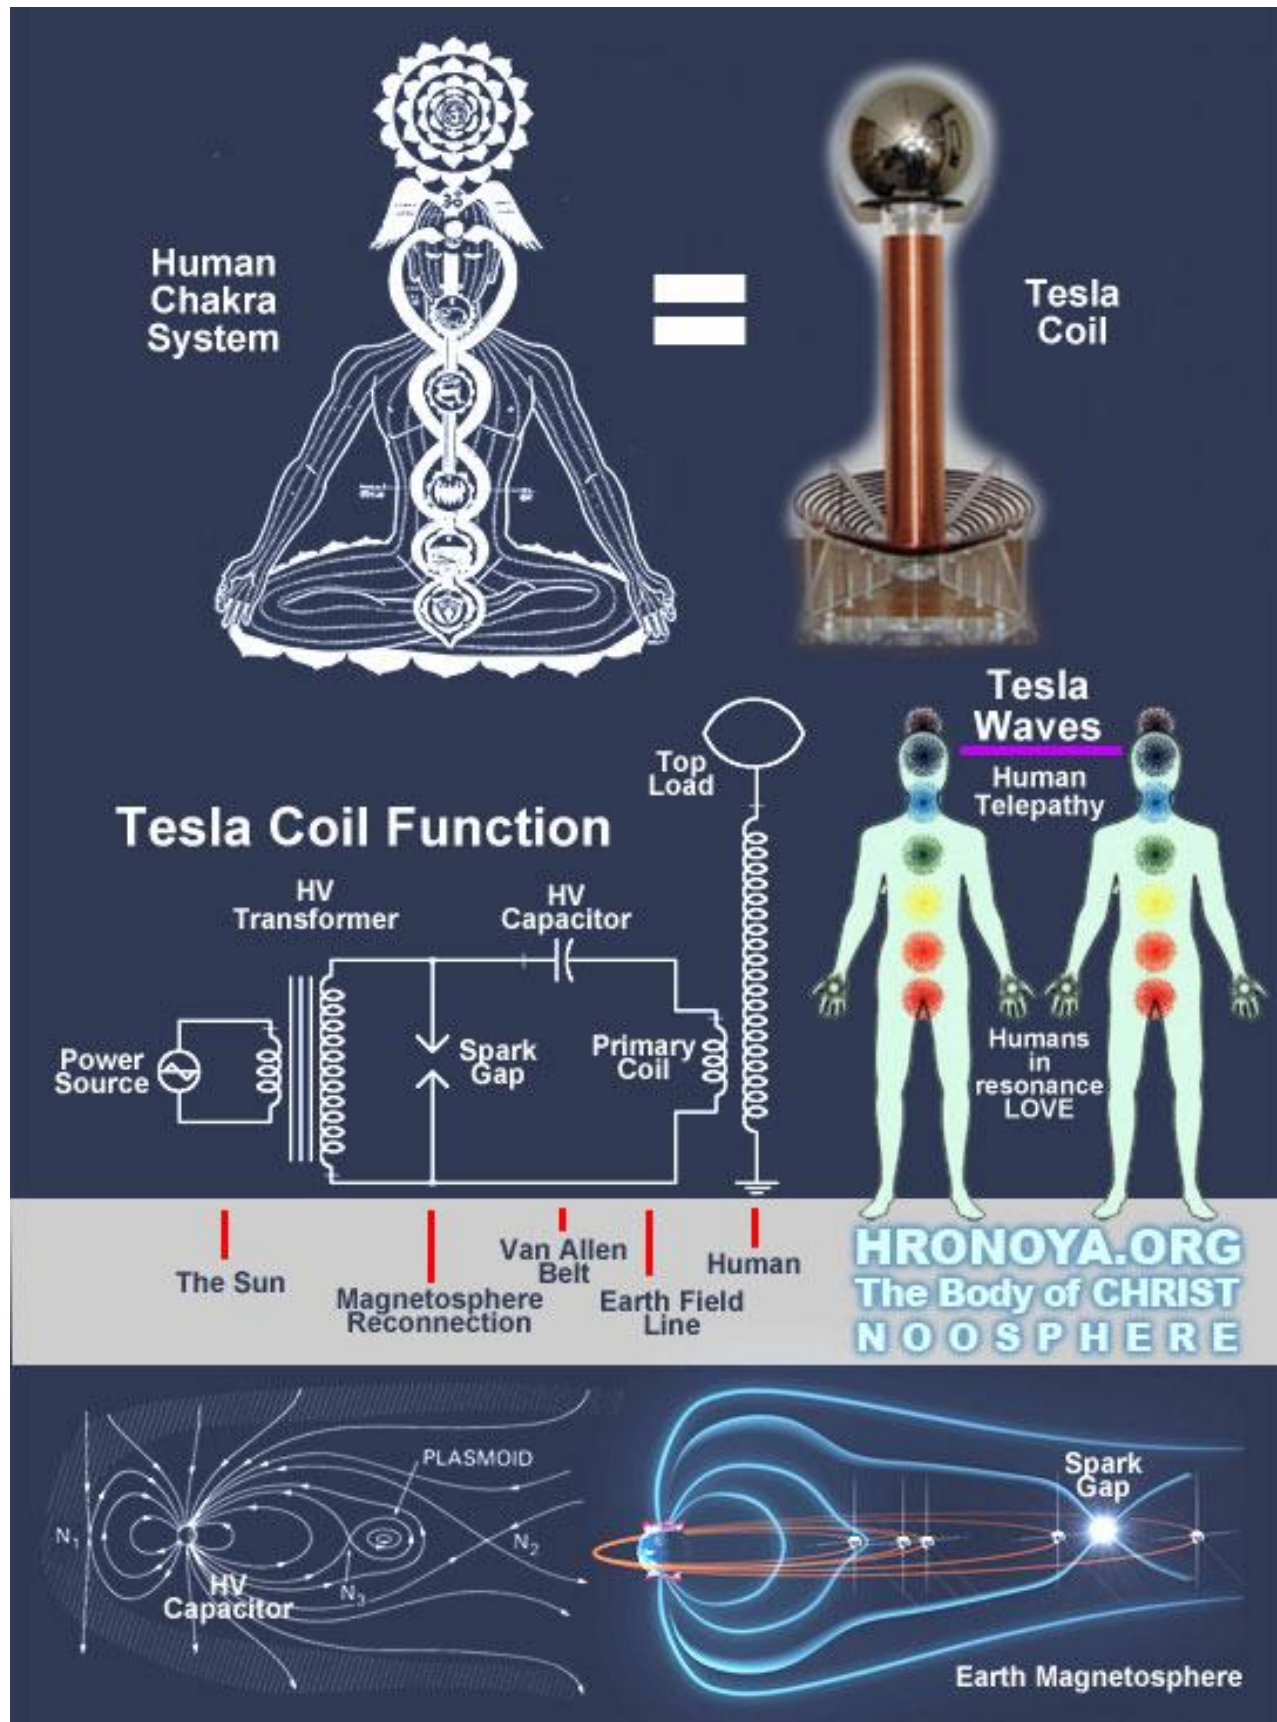 Human
Chakra
System
Tesla
Coil
Tesla
Waves
Human
Telepathy
Top
Load
Tesla Coil Function
HV
Transformer
HV
Capacitor
Power
Source
Spark
Gap
Primary
Coil
Humans
in
resonance
LOVE
The Sun
Magnetosphere
Reconnection
Van Allen
Belt
Earth Field
Line
Human
HRONOYA.ORG
The Body of CHRIST
NOOSPHERE
PLASMOID
N1
N2
N3
HV
Capacitor
Spark
Gap
Earth Magnetosphere